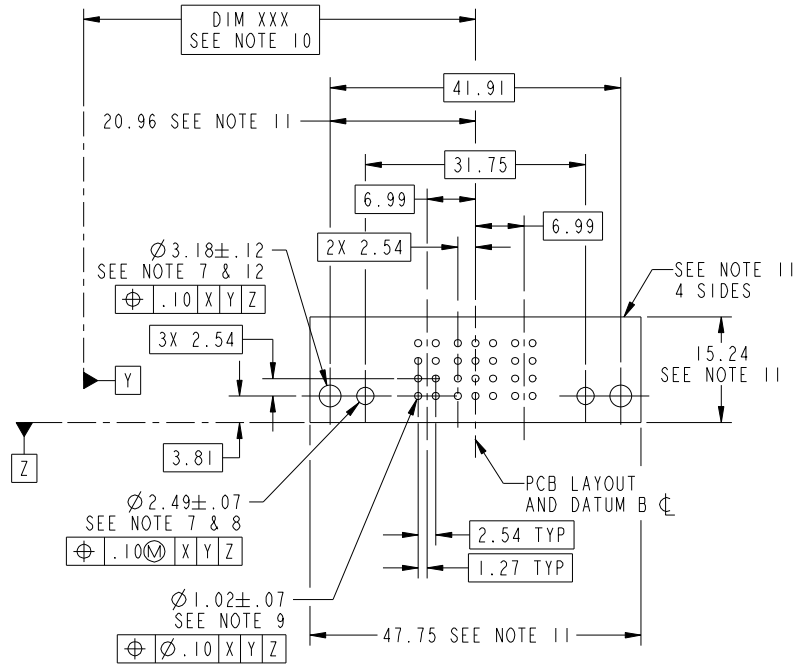 DIM XXX
SEE NOTE 10
41.91
20.96 SEE NOTE 11
31.75
6.99
6.99
2X 2.54
Ø3.18±.12
SEE NOTE 7 & 12
⌖ .10 X Y Z
SEE NOTE 11
4 SIDES
3X 2.54
15.24
SEE NOTE 11
Y
3.81
Z
PCB LAYOUT
AND DATUM B ℄
Ø2.49±.07
SEE NOTE 7 & 8
⌖ .10Ⓜ X Y Z
2.54 TYP
1.27 TYP
Ø1.02±.07
SEE NOTE 9
⌖ Ø.10 X Y Z
47.75 SEE NOTE 11